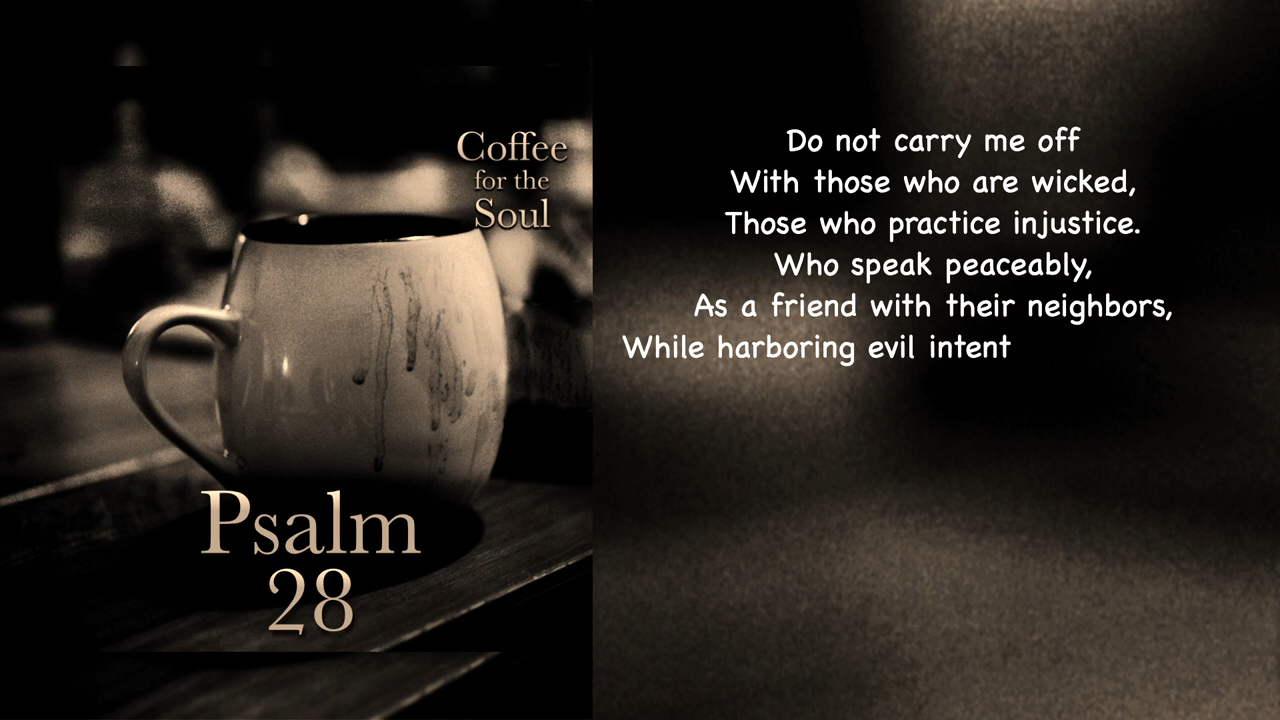 Coffee
for the
Soul
Psalm
28
Do not carry me off
With those who are wicked,
Those who practice injustice.
Who speak peaceably,
As a friend with their neighbors,
While harboring evil intent